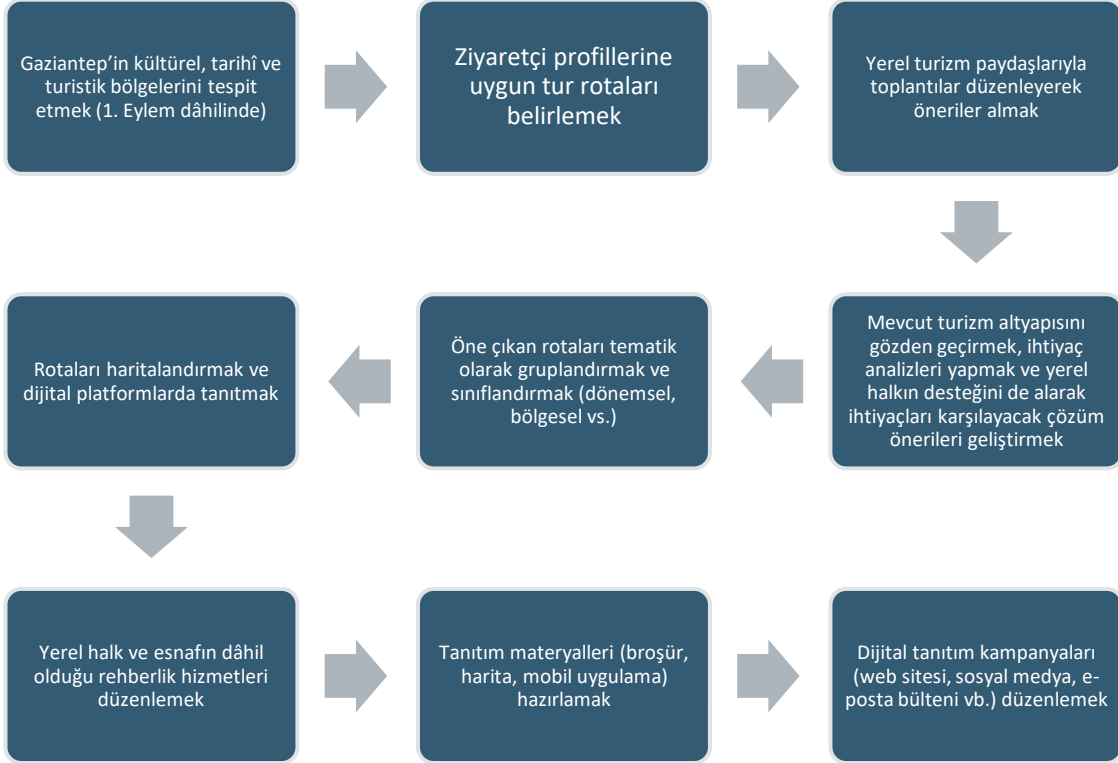 Gaziantep’in kültürel, tarihî ve
turistik bölgelerini tespit
etmek (1. Eylem dâhilinde)
Ziyaretçi profillerine
uygun tur rotaları
belirlemek
Yerel turizm paydaşlarıyla
toplantılar düzenleyerek
öneriler almak
Mevcut turizm altyapısını
gözden geçirmek, ihtiyaç
analizleri yapmak ve yerel
halkın desteğini de alarak
ihtiyaçları karşılayacak çözüm
önerileri geliştirmek
Öne çıkan rotaları tematik
olarak gruplandırmak ve
sınıflandırmak (dönemsel,
bölgesel vs.)
Rotaları haritalandırmak ve
dijital platformlarda tanıtmak
Yerel halk ve esnafın dâhil
olduğu rehberlik hizmetleri
düzenlemek
Tanıtım materyalleri (broşür,
harita, mobil uygulama)
hazırlamak
Dijital tanıtım kampanyaları
(web sitesi, sosyal medya, e-
posta bülteni vb.) düzenlemek